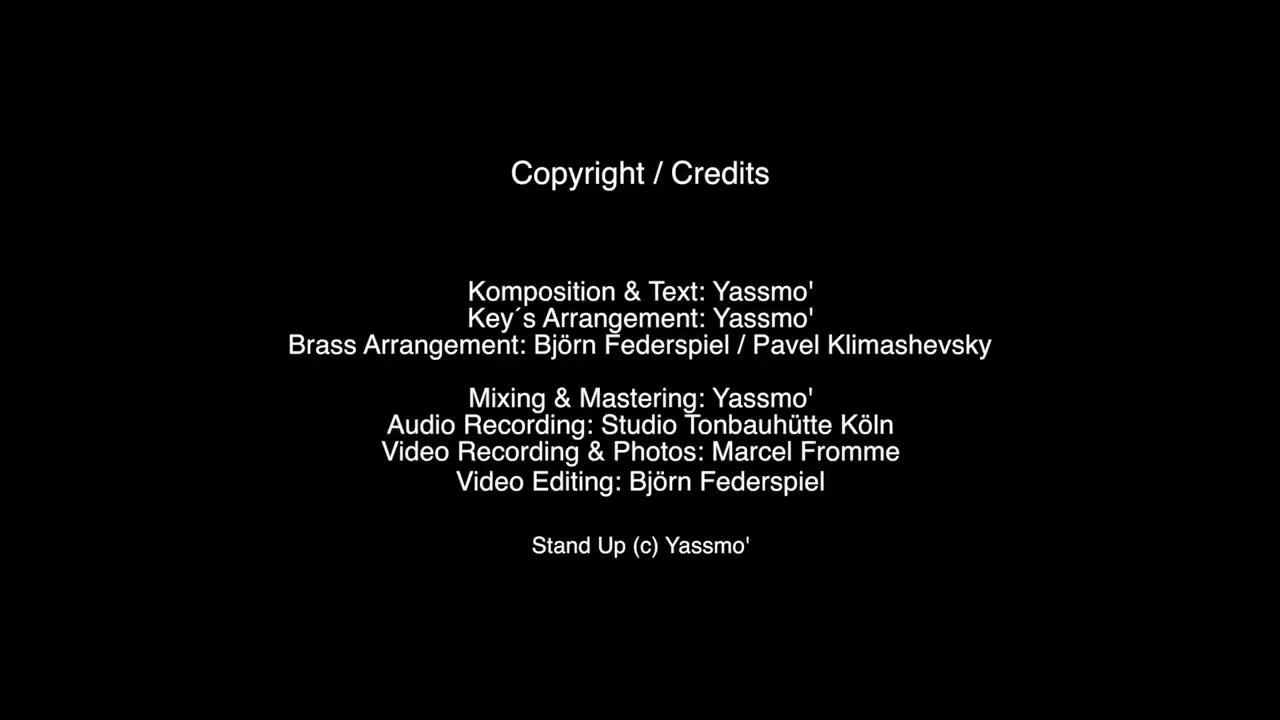 Copyright / Credits
Komposition & Text: Yassmo'
Key´s Arrangement: Yassmo'
Brass Arrangement: Björn Federspiel / Pavel Klimashevsky
Mixing & Mastering: Yassmo'
Audio Recording: Studio Tonbauhütte Köln
Video Recording & Photos: Marcel Fromme
Video Editing: Björn Federspiel
Stand Up (c) Yassmo'